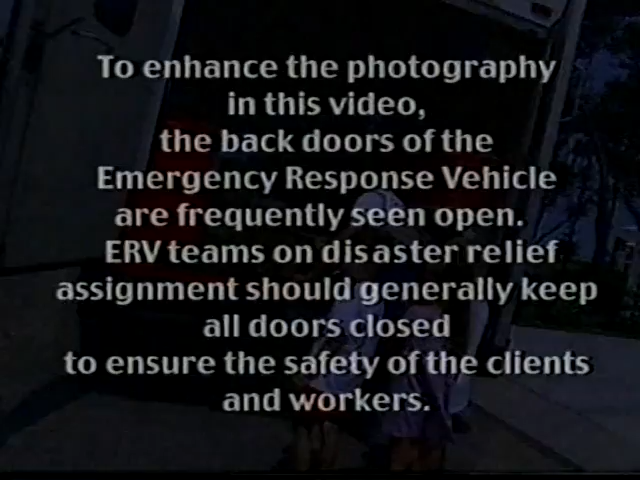 To enhance the photography
in this video,
the back doors of the
Emergency Response Vehicle
are frequently seen open.
ERV teams on disaster relief
assignment should generally keep
all doors closed
to ensure the safety of the clients
and workers.